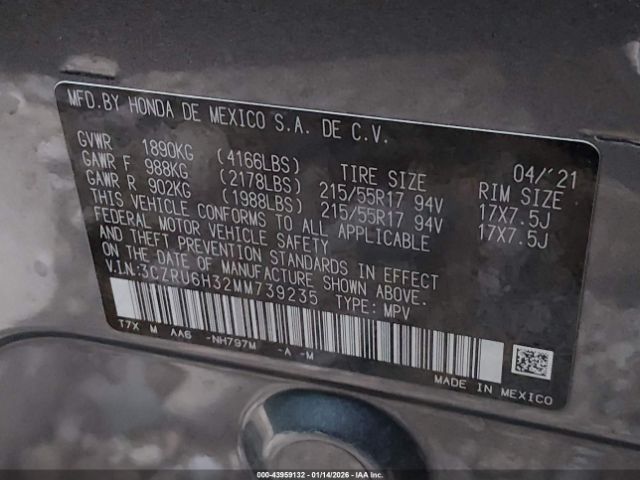 MFD.BY HONDA DE MEXICO S.A. DE C.V.
04/'21
GVWR 1890KG (4166LBS) TIRE SIZE RIM SIZE
GAWR F 988KG (2178LBS) 215/55R17 94V 17X7.5J
GAWR R 902KG (1988LBS) 215/55R17 94V 17X7.5J
THIS VEHICLE CONFORMS TO ALL APPLICABLE
FEDERAL MOTOR VEHICLE SAFETY
AND THEFT PREVENTION STANDARDS IN EFFECT
ON THE DATE OF MANUFACTURE SHOWN ABOVE.
V.I.N:3CZRU6H32MM739235 TYPE: MPV
T7X M AA6 -NH797M -A -M
MADE IN MEXICO
000-43959132 - 01/14/2026 - IAA Inc.